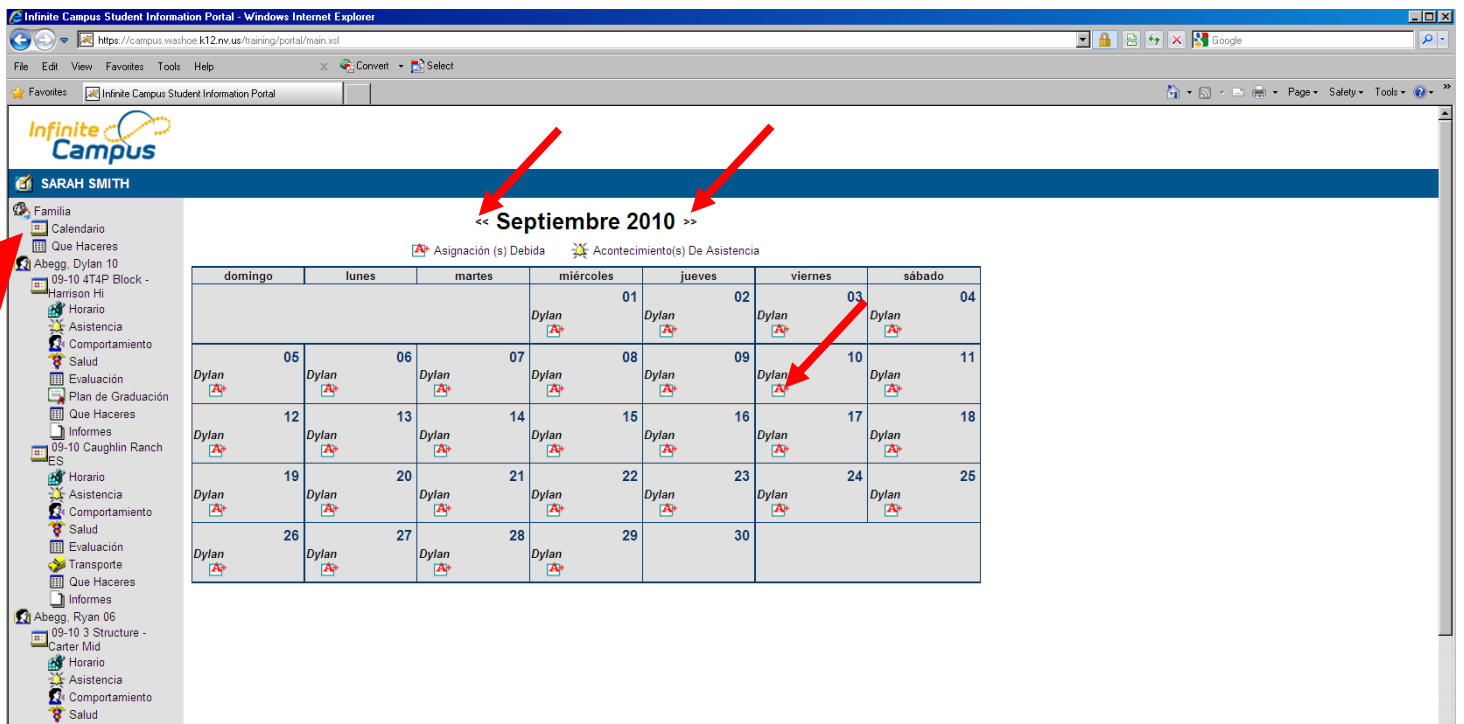 Infinite Campus Student Information Portal - Windows Internet Explorer
https://campus.washoe.k12.nv.us/training/portal/main.xsl
Google
File Edit View Favorites Tools Help
Convert Select
Favorites Infinite Campus Student Information Portal
Page Safety Tools
Infinite
Campus
SARAH SMITH
Familia
Calendario
Que Haceres
Abegg, Dylan 10
09-10 4T4P Block -
Harrison Hi
Horario
Asistencia
Comportamiento
Salud
Evaluación
Plan de Graduación
Que Haceres
Informes
09-10 Caughlin Ranch
ES
Horario
Asistencia
Comportamiento
Salud
Evaluación
Transporte
Que Haceres
Informes
Abegg, Ryan 06
09-10 3 Structure -
Carter Mid
Horario
Asistencia
Comportamiento
Salud
<< Septiembre 2010 >>
A+ Asignación (s) Debida Acontecimiento(s) De Asistencia
domingo lunes martes miércoles jueves viernes sábado
01 02 03 04
Dylan Dylan Dylan Dylan
A+ A+ A+ A+
05 06 07 08 09 10 11
Dylan Dylan Dylan Dylan Dylan Dylan Dylan
A+ A+ A+ A+ A+ A+ A+
12 13 14 15 16 17 18
Dylan Dylan Dylan Dylan Dylan Dylan Dylan
A+ A+ A+ A+ A+ A+ A+
19 20 21 22 23 24 25
Dylan Dylan Dylan Dylan Dylan Dylan Dylan
A+ A+ A+ A+ A+ A+ A+
26 27 28 29 30
Dylan Dylan Dylan Dylan
A+ A+ A+ A+